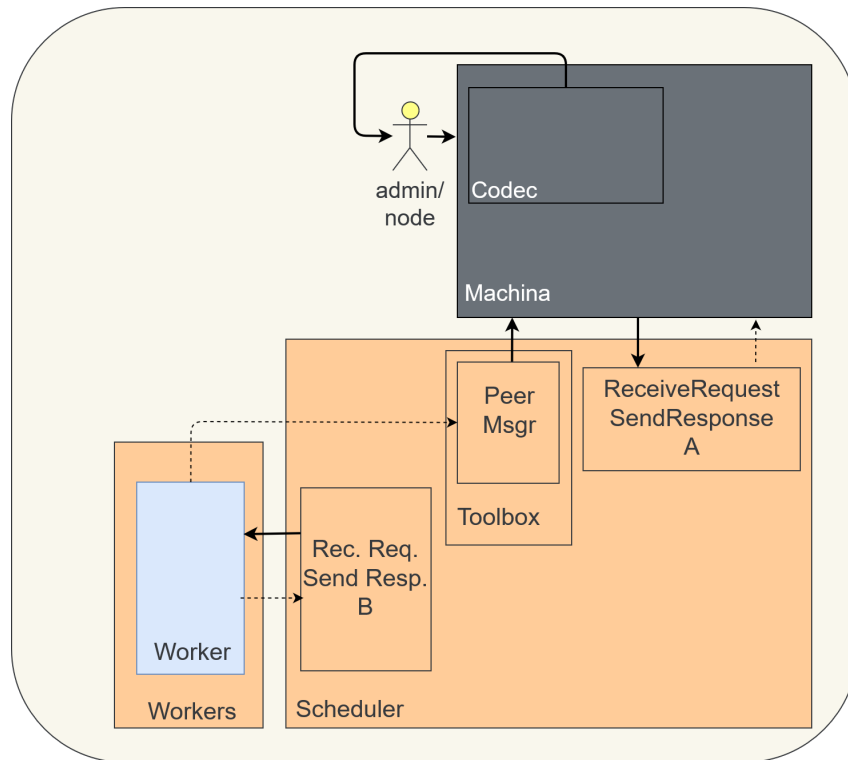 admin/
node
Codec
Machina
Peer
Msgr
Toolbox
ReceiveRequest
SendResponse
A
Rec. Req.
Send Resp.
B
Scheduler
Worker
Workers